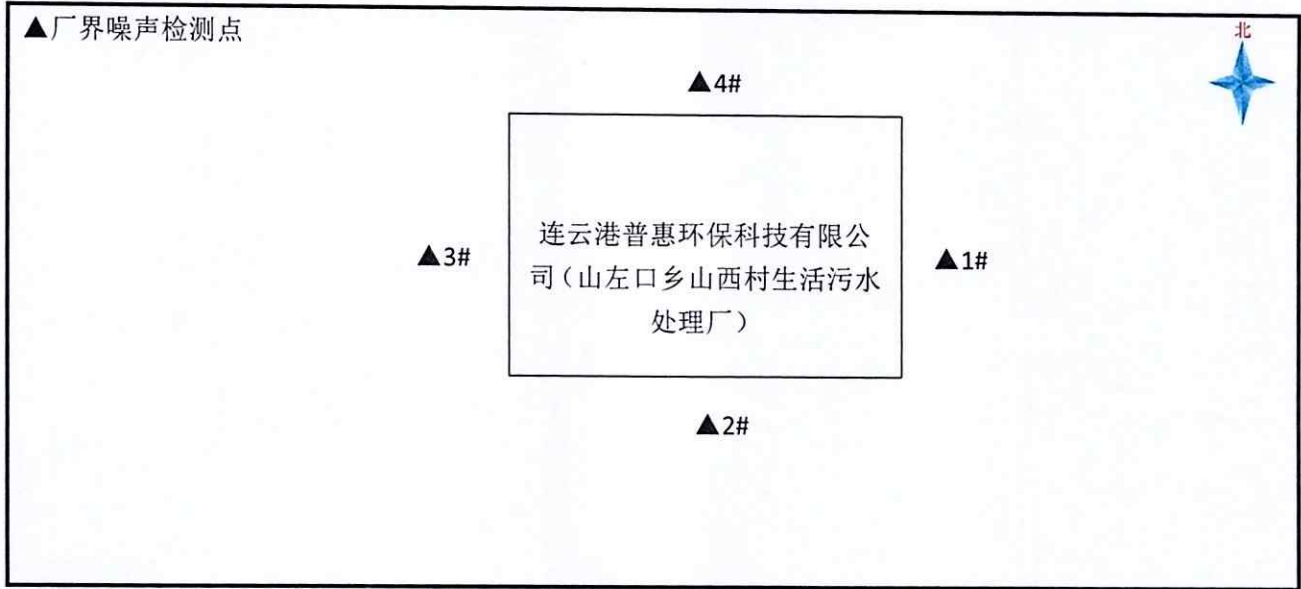 ▲厂界噪声检测点
北
▲4#
连云港普惠环保科技有限公
司（山左口乡山西村生活污水
处理厂）
▲3#
▲1#
▲2#